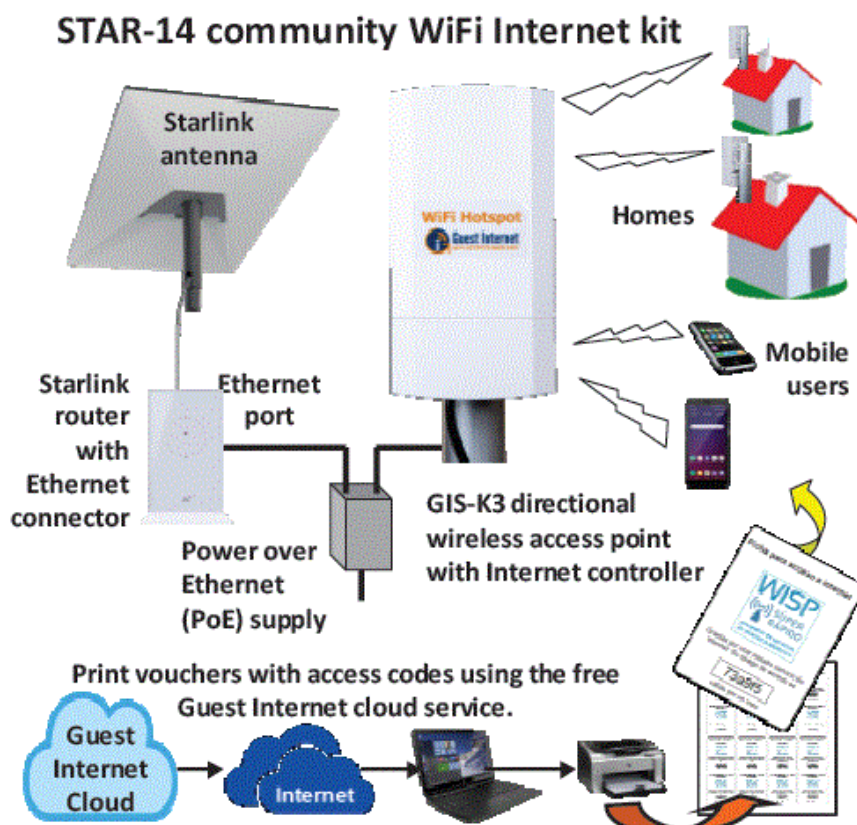 STAR-14 community WiFi Internet kit
Starlink
antenna
WiFi Hotspot
Guest Internet
Homes
Mobile
users
Starlink
router
with
Ethernet
connector
Ethernet
port
Power over
Ethernet
(PoE) supply
GIS-K3 directional
wireless access point
with Internet controller
Print vouchers with access codes using the free
Guest Internet cloud service.
Guest
Internet
Cloud
Internet
WISP
SUPER
RAPIDO